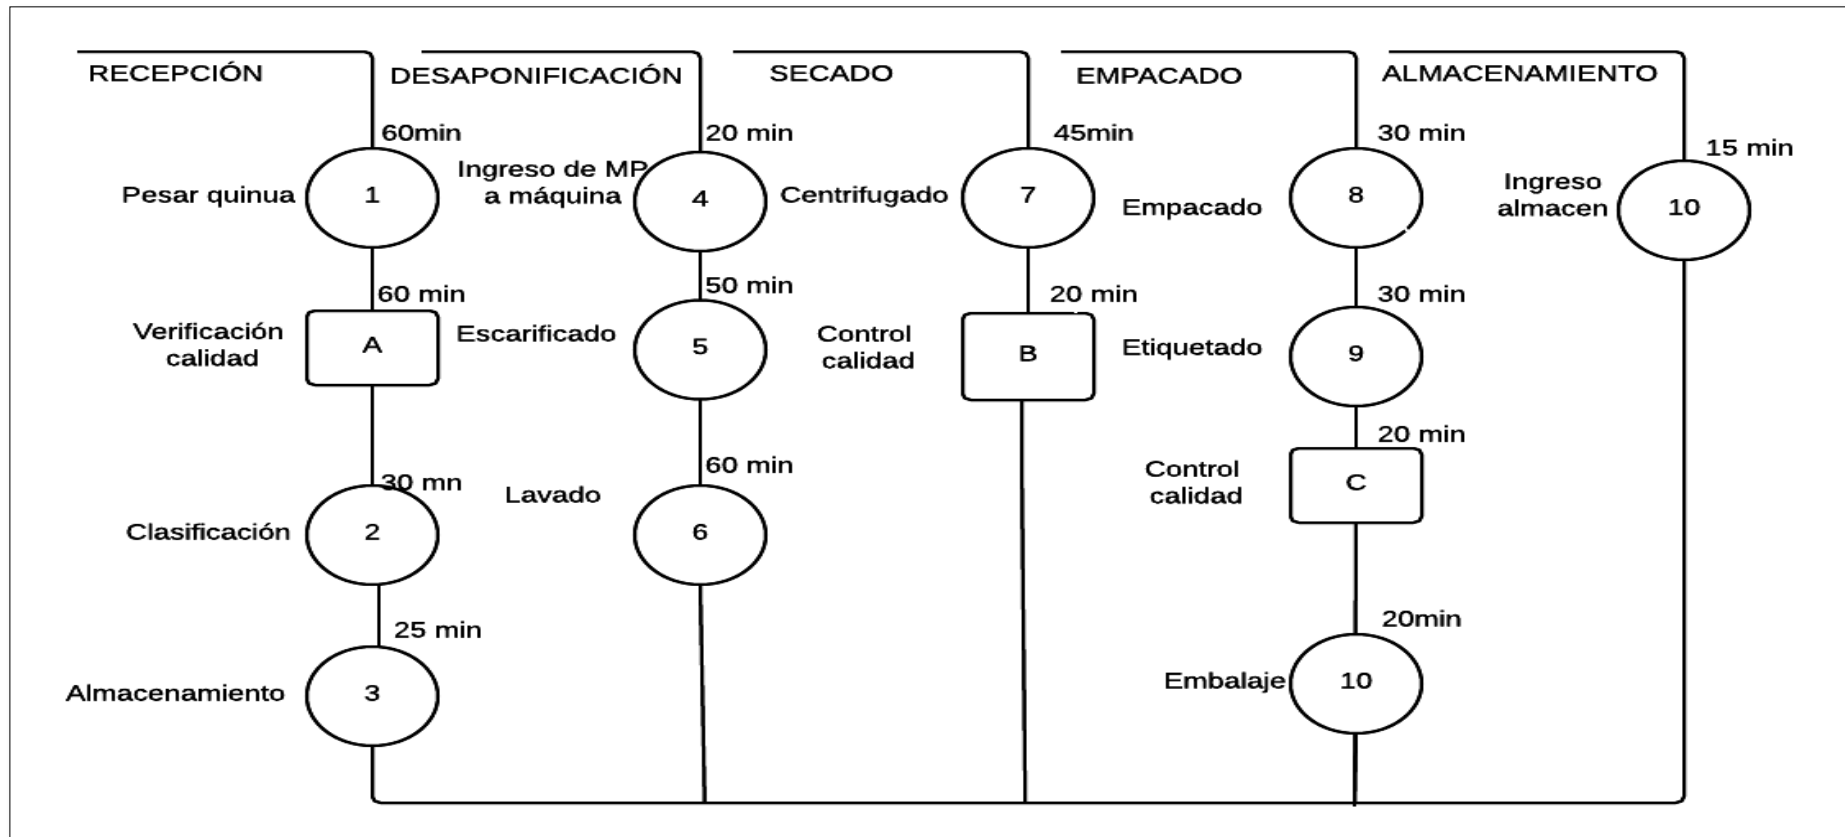 RECEPCIÓN
60min
Pesar quinua
1
60 min
Verificación
calidad
A
30 mn
Clasificación
2
25 min
Almacenamiento
3
DESAPONIFICACIÓN
20 min
Ingreso de MP
a máquina
4
50 min
Escarificado
5
60 min
Lavado
6
SECADO
45min
Centrifugado
7
20 min
Control
calidad
B
EMPACADO
30 min
Empacado
8
30 min
Etiquetado
9
20 min
Control
calidad
C
20min
Embalaje
10
ALMACENAMIENTO
15 min
Ingreso
almacen
10